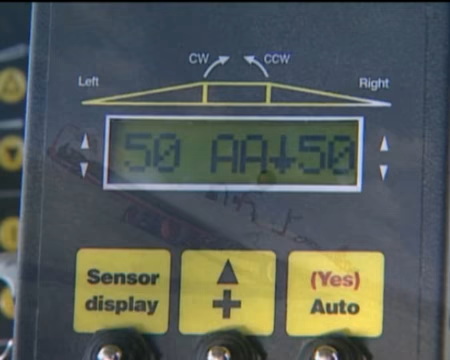 CW CCW
Left Right
50 AA↓50
Sensor display
+
(Yes) Auto